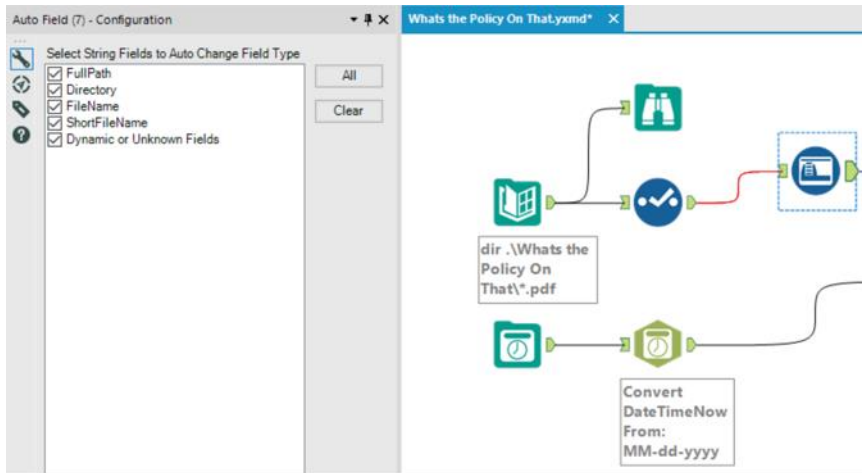 Auto Field (7) - Configuration
Select String Fields to Auto Change Field Type
FullPath
Directory
FileName
ShortFileName
Dynamic or Unknown Fields
All
Clear
Whats the Policy On That.yxmd*
dir .\Whats the
Policy On
That\*.pdf
Convert
DateTimeNow
From:
MM-dd-yyyy